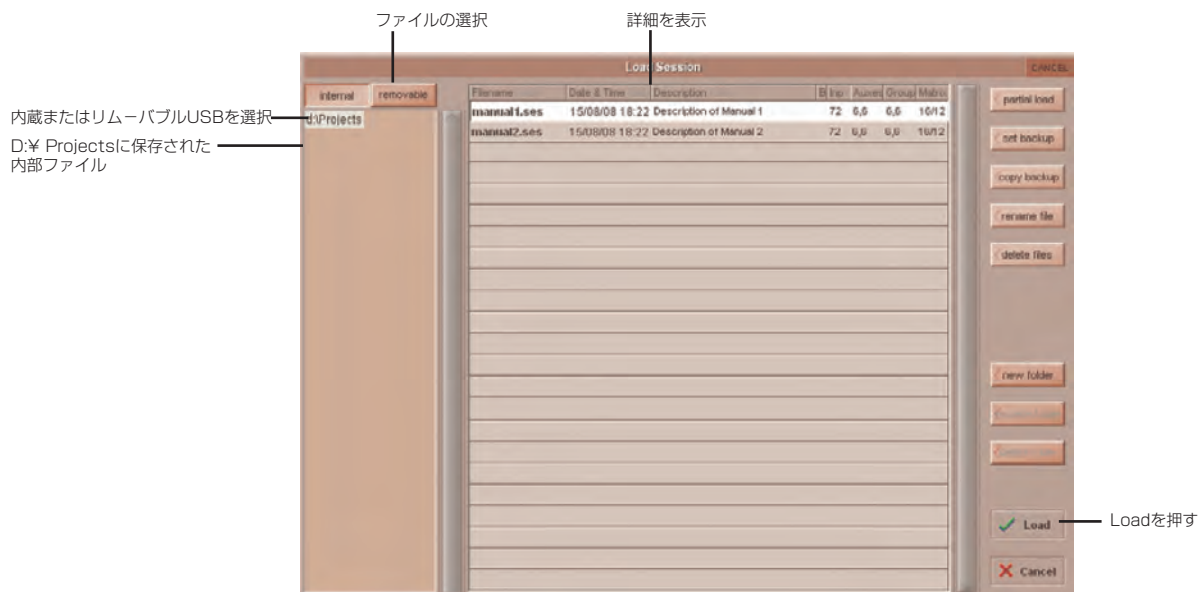 ファイルの選択
詳細を表示
Load Session
CANCEL
internal
removable
内蔵またはリムーバブルUSBを選択
d:\Projects
D:¥ Projectsに保存された
内部ファイル
Filename Date & Time Description B Inp Auxes Group Matrix
manual1.ses 15/08/08 18:22 Description of Manual 1 72 6,6 6,6 16/12
manual2.ses 15/08/08 18:22 Description of Manual 2 72 6,6 6,6 16/12
partial load
set backup
copy backup
rename file
delete files
new folder
Load
Loadを押す
Cancel